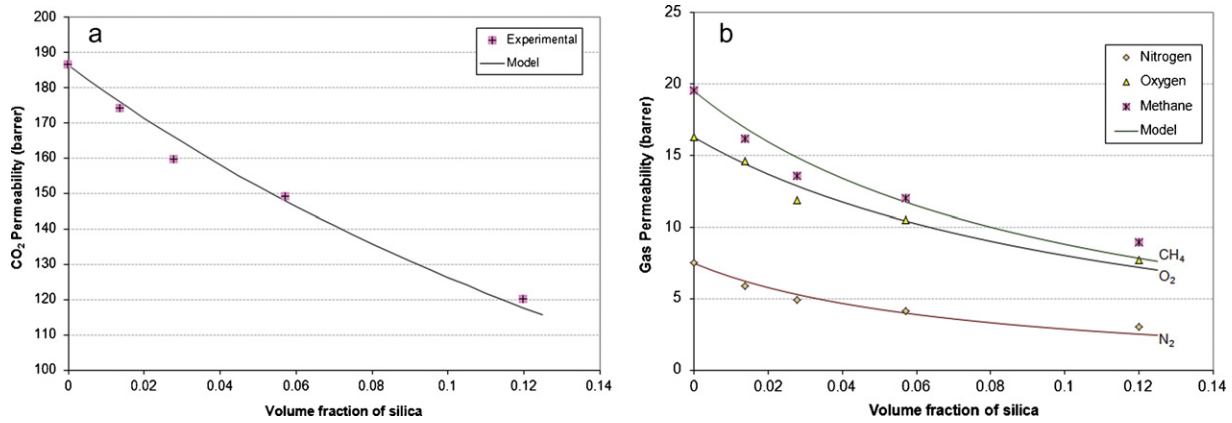 a
200
190
180
170
160
150
140
130
120
110
100
CO₂ Permeability (barrer)
Experimental
Model
0 0.02 0.04 0.06 0.08 0.1 0.12 0.14
Volume fraction of silica
b
25
20
15
10
5
0
Gas Permeability (barrer)
Nitrogen
Oxygen
Methane
Model
CH₄
O₂
N₂
0 0.02 0.04 0.06 0.08 0.1 0.12 0.14
Volume fraction of silica